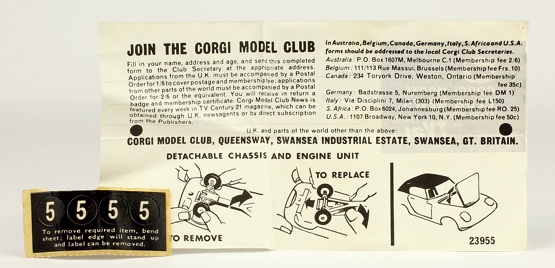 JOIN THE CORGI MODEL CLUB
Fill in your name, address and age, and sent this completed
form to the Club Secretary at the appropriate address.
Applications from the U.K. must be accompanied by a Postal
Order for 1/6 to cover postage and membership fee; applications
from other parts of the world must be accompanied by a Postal
Order for 2/6 or the equivalent. You will receive in return a
badge and membership certificate. Corgi Model Club News is
featured every week in TV Century 21 magazine, which can be
obtained through U.K. newsagents or by direct subscription
from the Publishers.
In Australia, Belgium, Canada, Germany, Italy, S. Africa and U.S.A.
forms should be addressed to the local Corgi Club Secretaries.
Australia: P.O. Box 1607M, Melbourne C.1 (Membership fee 2/6)
Belgium: 111/113 Rue Massui, Brussels (Membership fee Frs. 10)
Canada: 234 Toryork Drive, Weston, Ontario (Membership
fee 35c)
Germany: Badstrasse 5, Nuremberg (Membership fee DM 1)
Italy: Via Disciplini 7, Milan (303) (Membership fee L150)
S. Africa: P.O. Box 6024, Johannesburg (Membership fee RO. 25)
U.S.A.: 1107 Broadway, New York 10, N.Y. (Membership fee 50c)
U.K. and parts of the world other than the above:
CORGI MODEL CLUB, QUEENSWAY, SWANSEA INDUSTRIAL ESTATE, SWANSEA, GT. BRITAIN.
DETACHABLE CHASSIS AND ENGINE UNIT
TO REPLACE
TO REMOVE
23955
5 5 5 5
To remove required item, bend
sheet; label edge will stand up
and label can be removed.